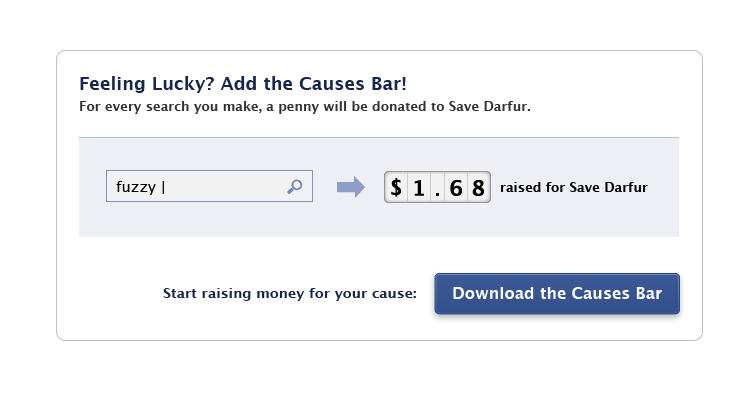 Feeling Lucky? Add the Causes Bar!
For every search you make, a penny will be donated to Save Darfur.
fuzzy | $1.68 raised for Save Darfur
Start raising money for your cause: Download the Causes Bar